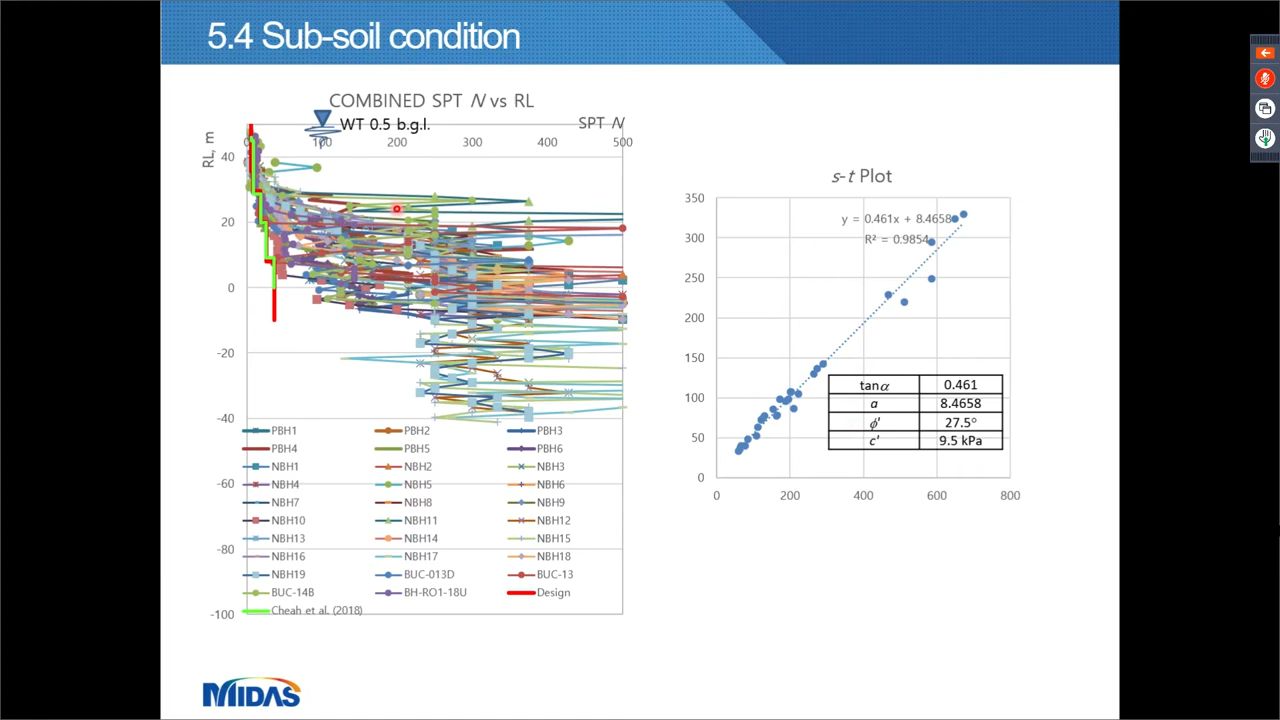 5.4 Sub-soil condition
COMBINED SPT N vs RL
WT 0.5 b.g.l.
SPT N
RL, m
0 100 200 300 400 500
40
20
0
-20
-40
-60
-80
-100
PBH1 PBH2 PBH3
PBH4 PBH5 PBH6
NBH1 NBH2 NBH3
NBH4 NBH5 NBH6
NBH7 NBH8 NBH9
NBH10 NBH11 NBH12
NBH13 NBH14 NBH15
NBH16 NBH17 NBH18
NBH19 BUC-013D BUC-13
BUC-14B BH-RO1-18U Design
Cheah et al. (2018)
s-t Plot
y = 0.461x + 8.4658
R² = 0.9854
350
300
250
200
150
100
50
0
0 200 400 600 800
tanα 0.461
a 8.4658
ϕ' 27.5°
c' 9.5 kPa
MIDAS